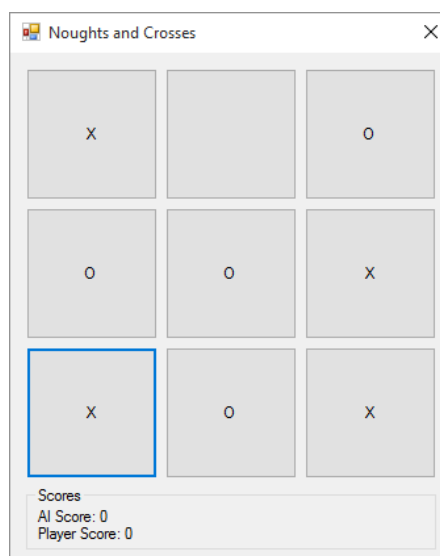 Noughts and Crosses
X O
O O X
X O X
Scores
AI Score: 0
Player Score: 0